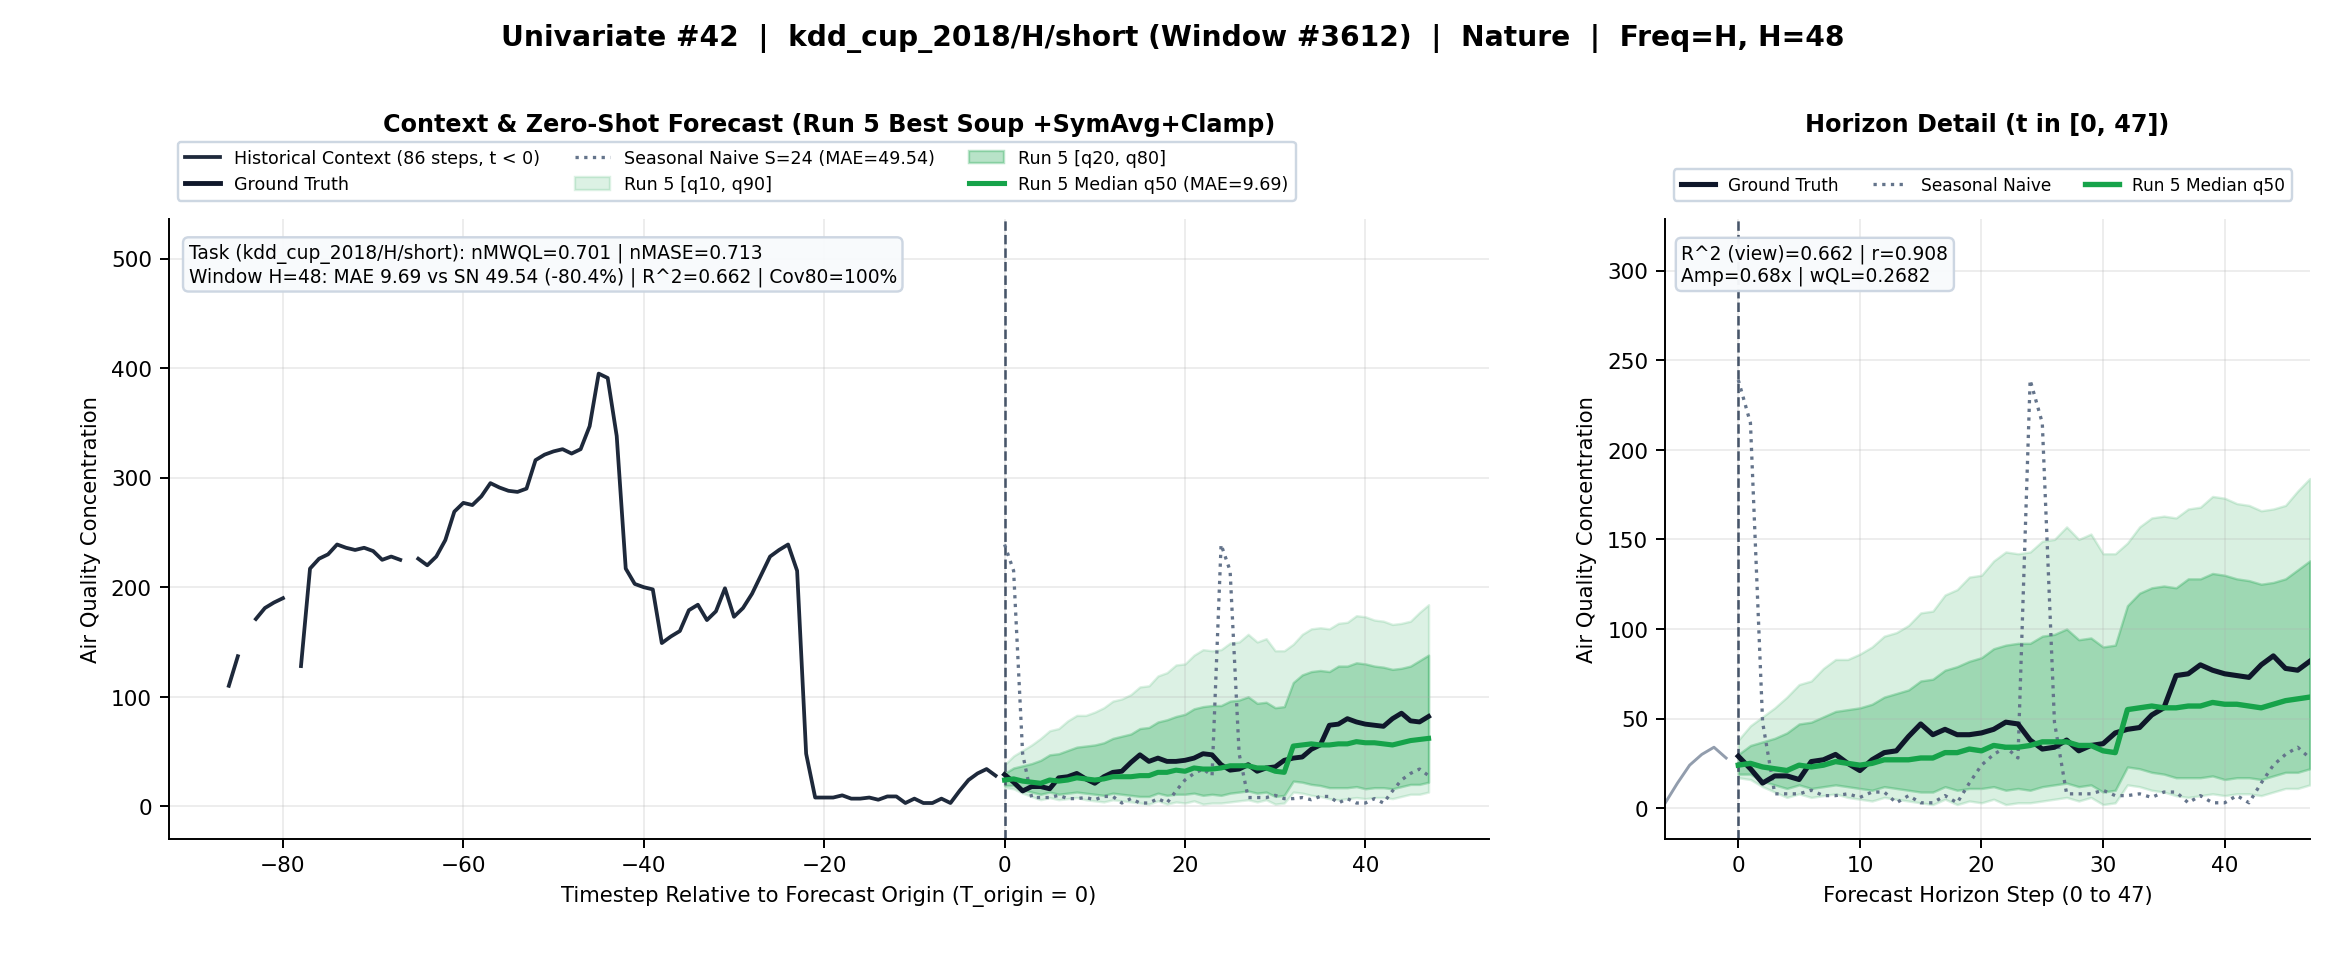 Univariate #42 | kdd_cup_2018/H/short (Window #3612) | Nature | Freq=H, H=48
Context & Zero-Shot Forecast (Run 5 Best Soup +SymAvg+Clamp)
Historical Context (86 steps, t < 0)
Ground Truth
Seasonal Naive S=24 (MAE=49.54)
Run 5 [q10, q90]
Run 5 [q20, q80]
Run 5 Median q50 (MAE=9.69)
Task (kdd_cup_2018/H/short): nMWQL=0.701 | nMASE=0.713
Window H=48: MAE 9.69 vs SN 49.54 (-80.4%) | R^2=0.662 | Cov80=100%
500
400
300
200
100
0
Air Quality Concentration
−80
−60
−40
−20
0
20
40
Timestep Relative to Forecast Origin (T_origin = 0)
Horizon Detail (t in [0, 47])
Ground Truth
Seasonal Naive
Run 5 Median q50
R^2 (view)=0.662 | r=0.908
Amp=0.68x | wQL=0.2682
300
250
200
150
100
50
0
Air Quality Concentration
0
10
20
30
40
Forecast Horizon Step (0 to 47)